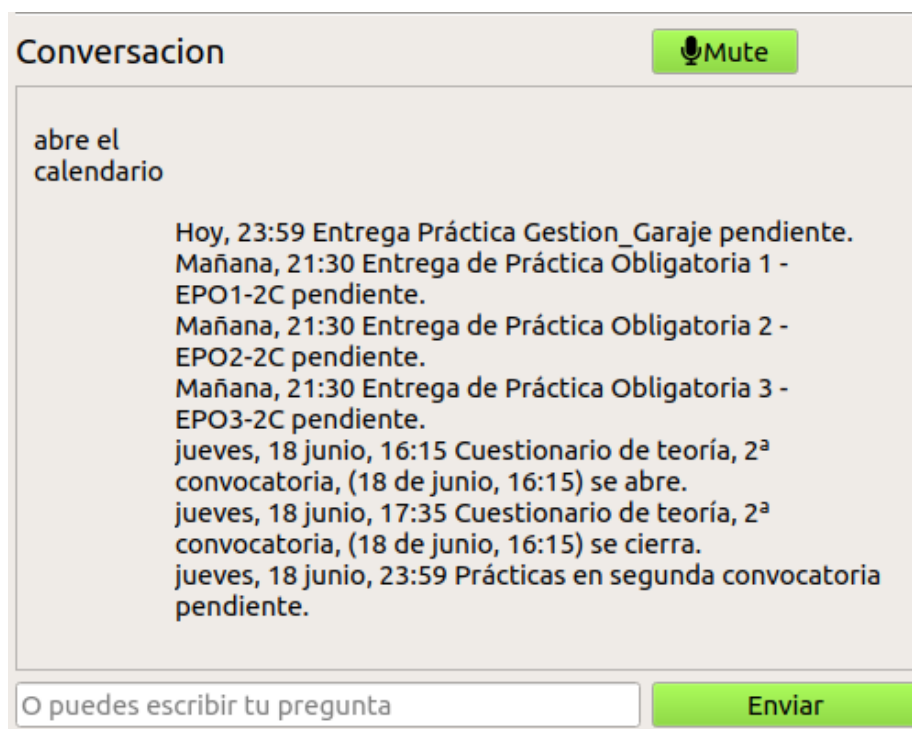 Conversacion
Mute
abre el
calendario
Hoy, 23:59 Entrega Práctica Gestion_Garaje pendiente.
Mañana, 21:30 Entrega de Práctica Obligatoria 1 -
EPO1-2C pendiente.
Mañana, 21:30 Entrega de Práctica Obligatoria 2 -
EPO2-2C pendiente.
Mañana, 21:30 Entrega de Práctica Obligatoria 3 -
EPO3-2C pendiente.
jueves, 18 junio, 16:15 Cuestionario de teoría, 2ª
convocatoria, (18 de junio, 16:15) se abre.
jueves, 18 junio, 17:35 Cuestionario de teoría, 2ª
convocatoria, (18 de junio, 16:15) se cierra.
jueves, 18 junio, 23:59 Prácticas en segunda convocatoria
pendiente.
O puedes escribir tu pregunta
Enviar